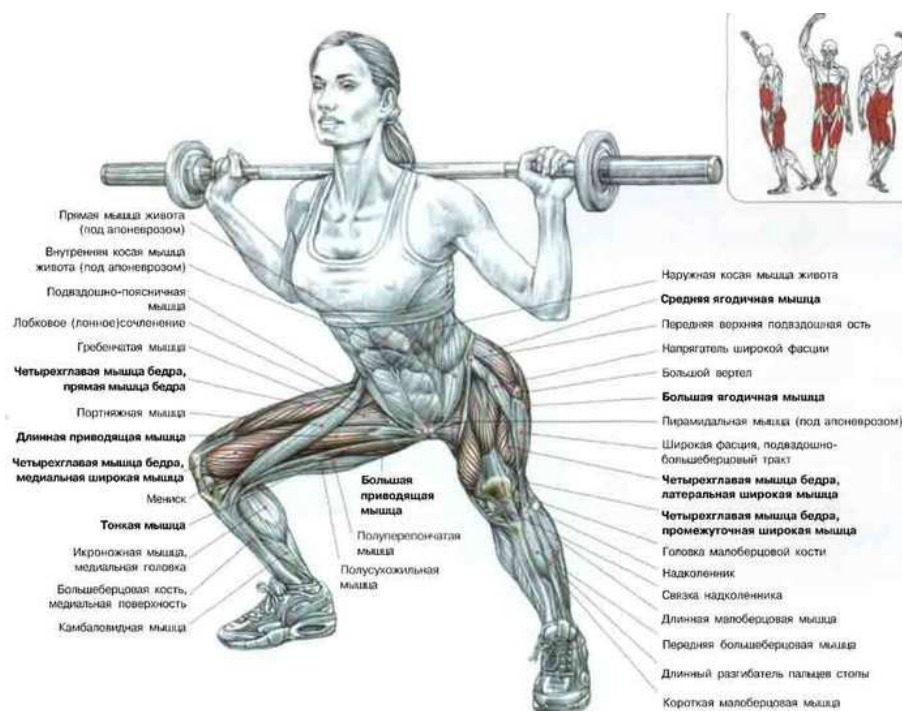 Прямая мышца живота
(под апоневрозом)
Внутренняя косая мышца
живота (под апоневрозом)
Подвздошно-поясничная
мышца
Лобковое (лонное)сочленение
Гребенчатая мышца
Четырехглавая мышца бедра,
прямая мышца бедра
Портняжная мышца
Длинная приводящая мышца
Четырехглавая мышца бедра,
медиальная широкая мышца
Мениск
Тонкая мышца
Икроножная мышца,
медиальная головка
Большеберцовая кость,
медиальная поверхность
Камбаловидная мышца
Большая
приводящая
мышца
Полуперепончатая
мышца
Полусухожильная
мышца
Наружная косая мышца живота
Средняя ягодичная мышца
Передняя верхняя подвздошная ость
Напрягатель широкой фасции
Большой вертел
Большая ягодичная мышца
Пирамидальная мышца (под апоневрозом)
Широкая фасция, подвздошно-
большеберцовый тракт
Четырехглавая мышца бедра,
латеральная широкая мышца
Четырехглавая мышца бедра,
промежуточная широкая мышца
Головка малоберцовой кости
Надколенник
Связка надколенника
Длинная малоберцовая мышца
Передняя большеберцовая мышца
Длинный разгибатель пальцев стопы
Короткая малоберцовая мышца